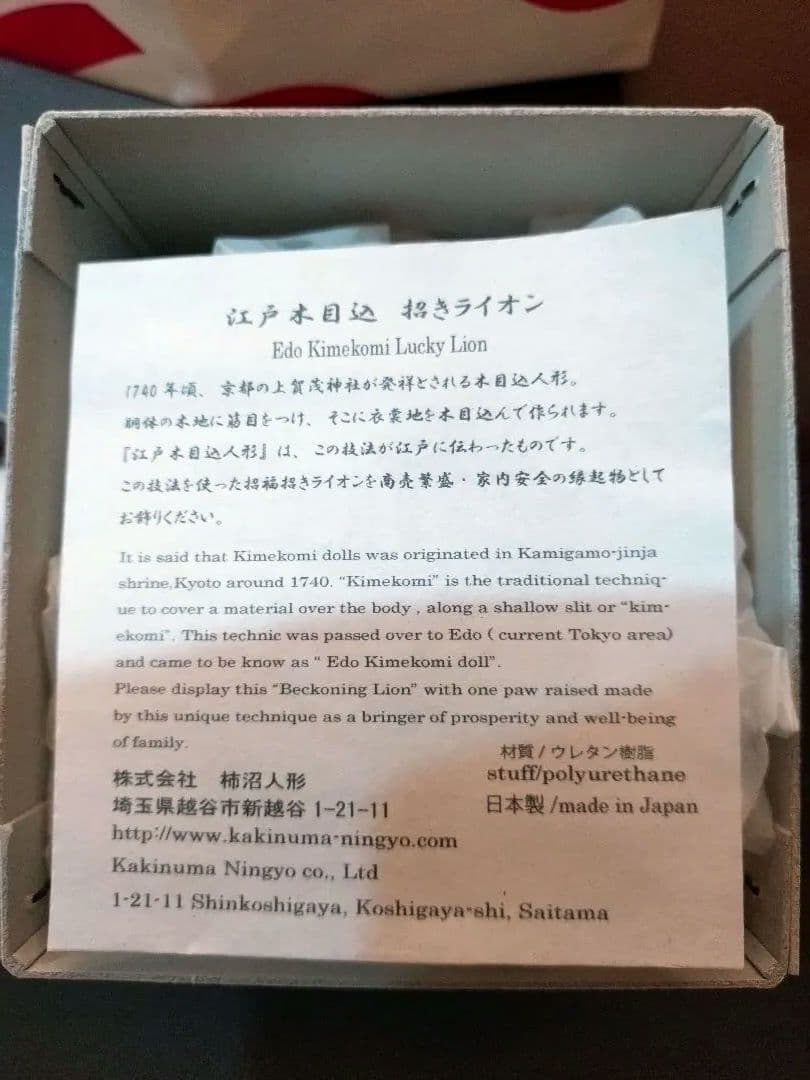 江戸木目込 招きライオン
Edo Kimekomi Lucky Lion
1740年頃、京都の上賀茂神社が発祥とされる木目込人形。
胴体の木地に筋目をつけ、そこに衣裳地を木目込んで作られます。
『江戸木目込人形』は、この技法が江戸に伝わったものです。
この技法を使った招福招きライオンを商売繁盛・家内安全の縁起物として
お飾りください。
It is said that Kimekomi dolls was originated in Kamigamo-jinja
shrine,Kyoto around 1740. “Kimekomi” is the traditional techniq-
ue to cover a material over the body , along a shallow slit or “kim-
ekomi”. This technic was passed over to Edo ( current Tokyo area)
and came to be know as “ Edo Kimekomi doll”.
Please display this “Beckoning Lion” with one paw raised made
by this unique technique as a bringer of prosperity and well-being
of family.
材質/ウレタン樹脂
stuff/polyurethane
日本製/made in Japan
株式会社 柿沼人形
埼玉県越谷市新越谷 1-21-11
http://www.kakinuma-ningyo.com
Kakinuma Ningyo co., Ltd
1-21-11 Shinkoshigaya, Koshigaya-shi, Saitama